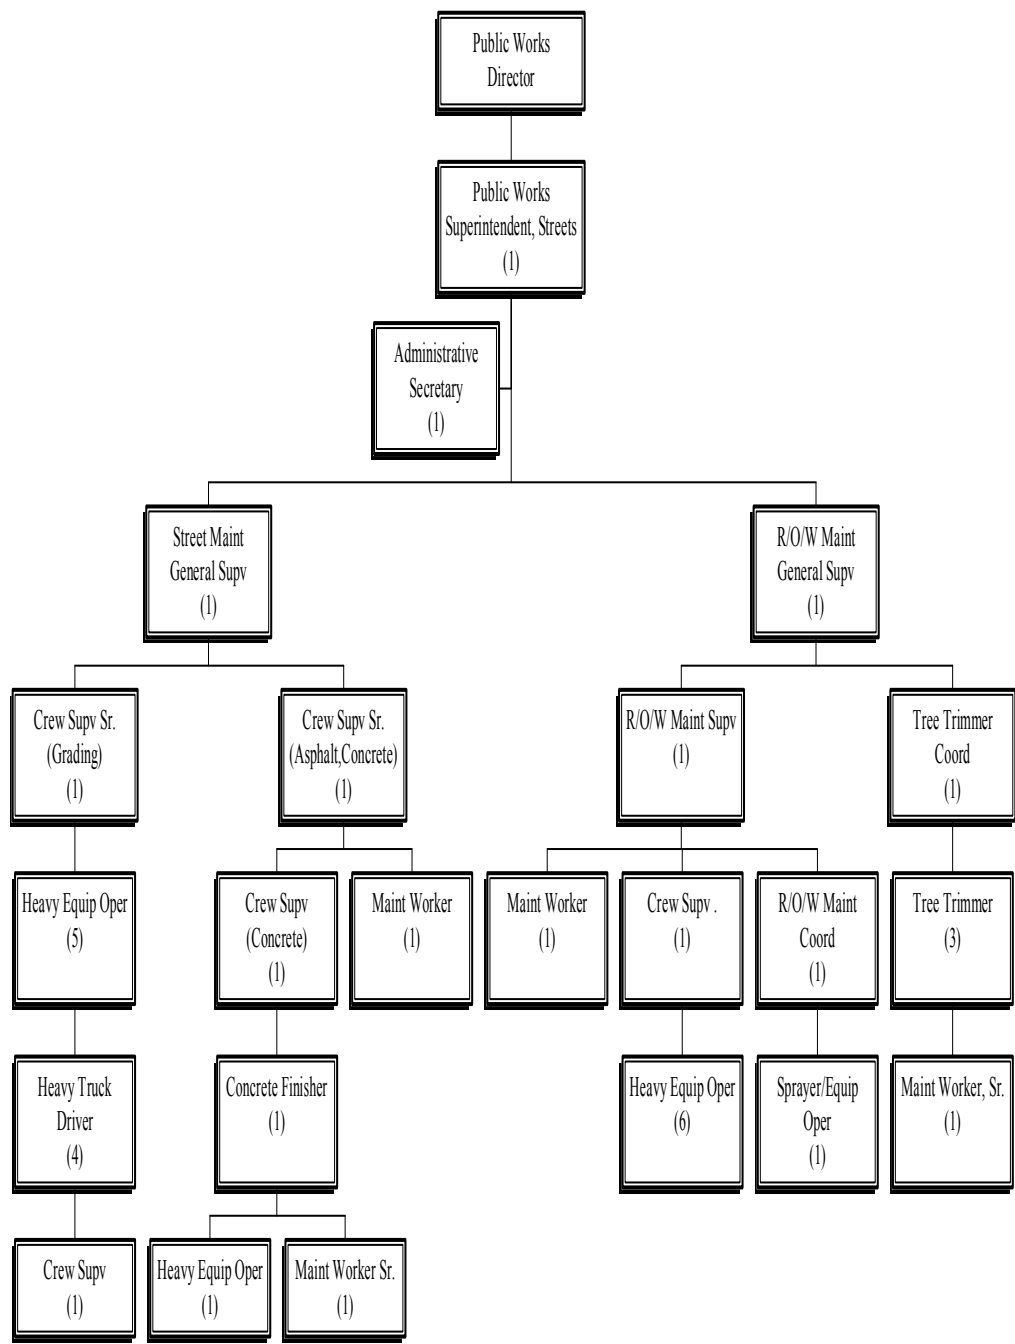 Public Works
Director
Public Works
Superintendent, Streets
(1)
Administrative
Secretary
(1)
Street Maint
General Supv
(1)
R/O/W Maint
General Supv
(1)
Crew Supv Sr.
(Grading)
(1)
Crew Supv Sr.
(Asphalt,Concrete)
(1)
R/O/W Maint Supv
(1)
Tree Trimmer
Coord
(1)
Heavy Equip Oper
(5)
Crew Supv
(Concrete)
(1)
Maint Worker
(1)
Maint Worker
(1)
Crew Supv .
(1)
R/O/W Maint
Coord
(1)
Tree Trimmer
(3)
Heavy Truck
Driver
(4)
Concrete Finisher
(1)
Heavy Equip Oper
(6)
Sprayer/Equip
Oper
(1)
Maint Worker, Sr.
(1)
Crew Supv
(1)
Heavy Equip Oper
(1)
Maint Worker Sr.
(1)